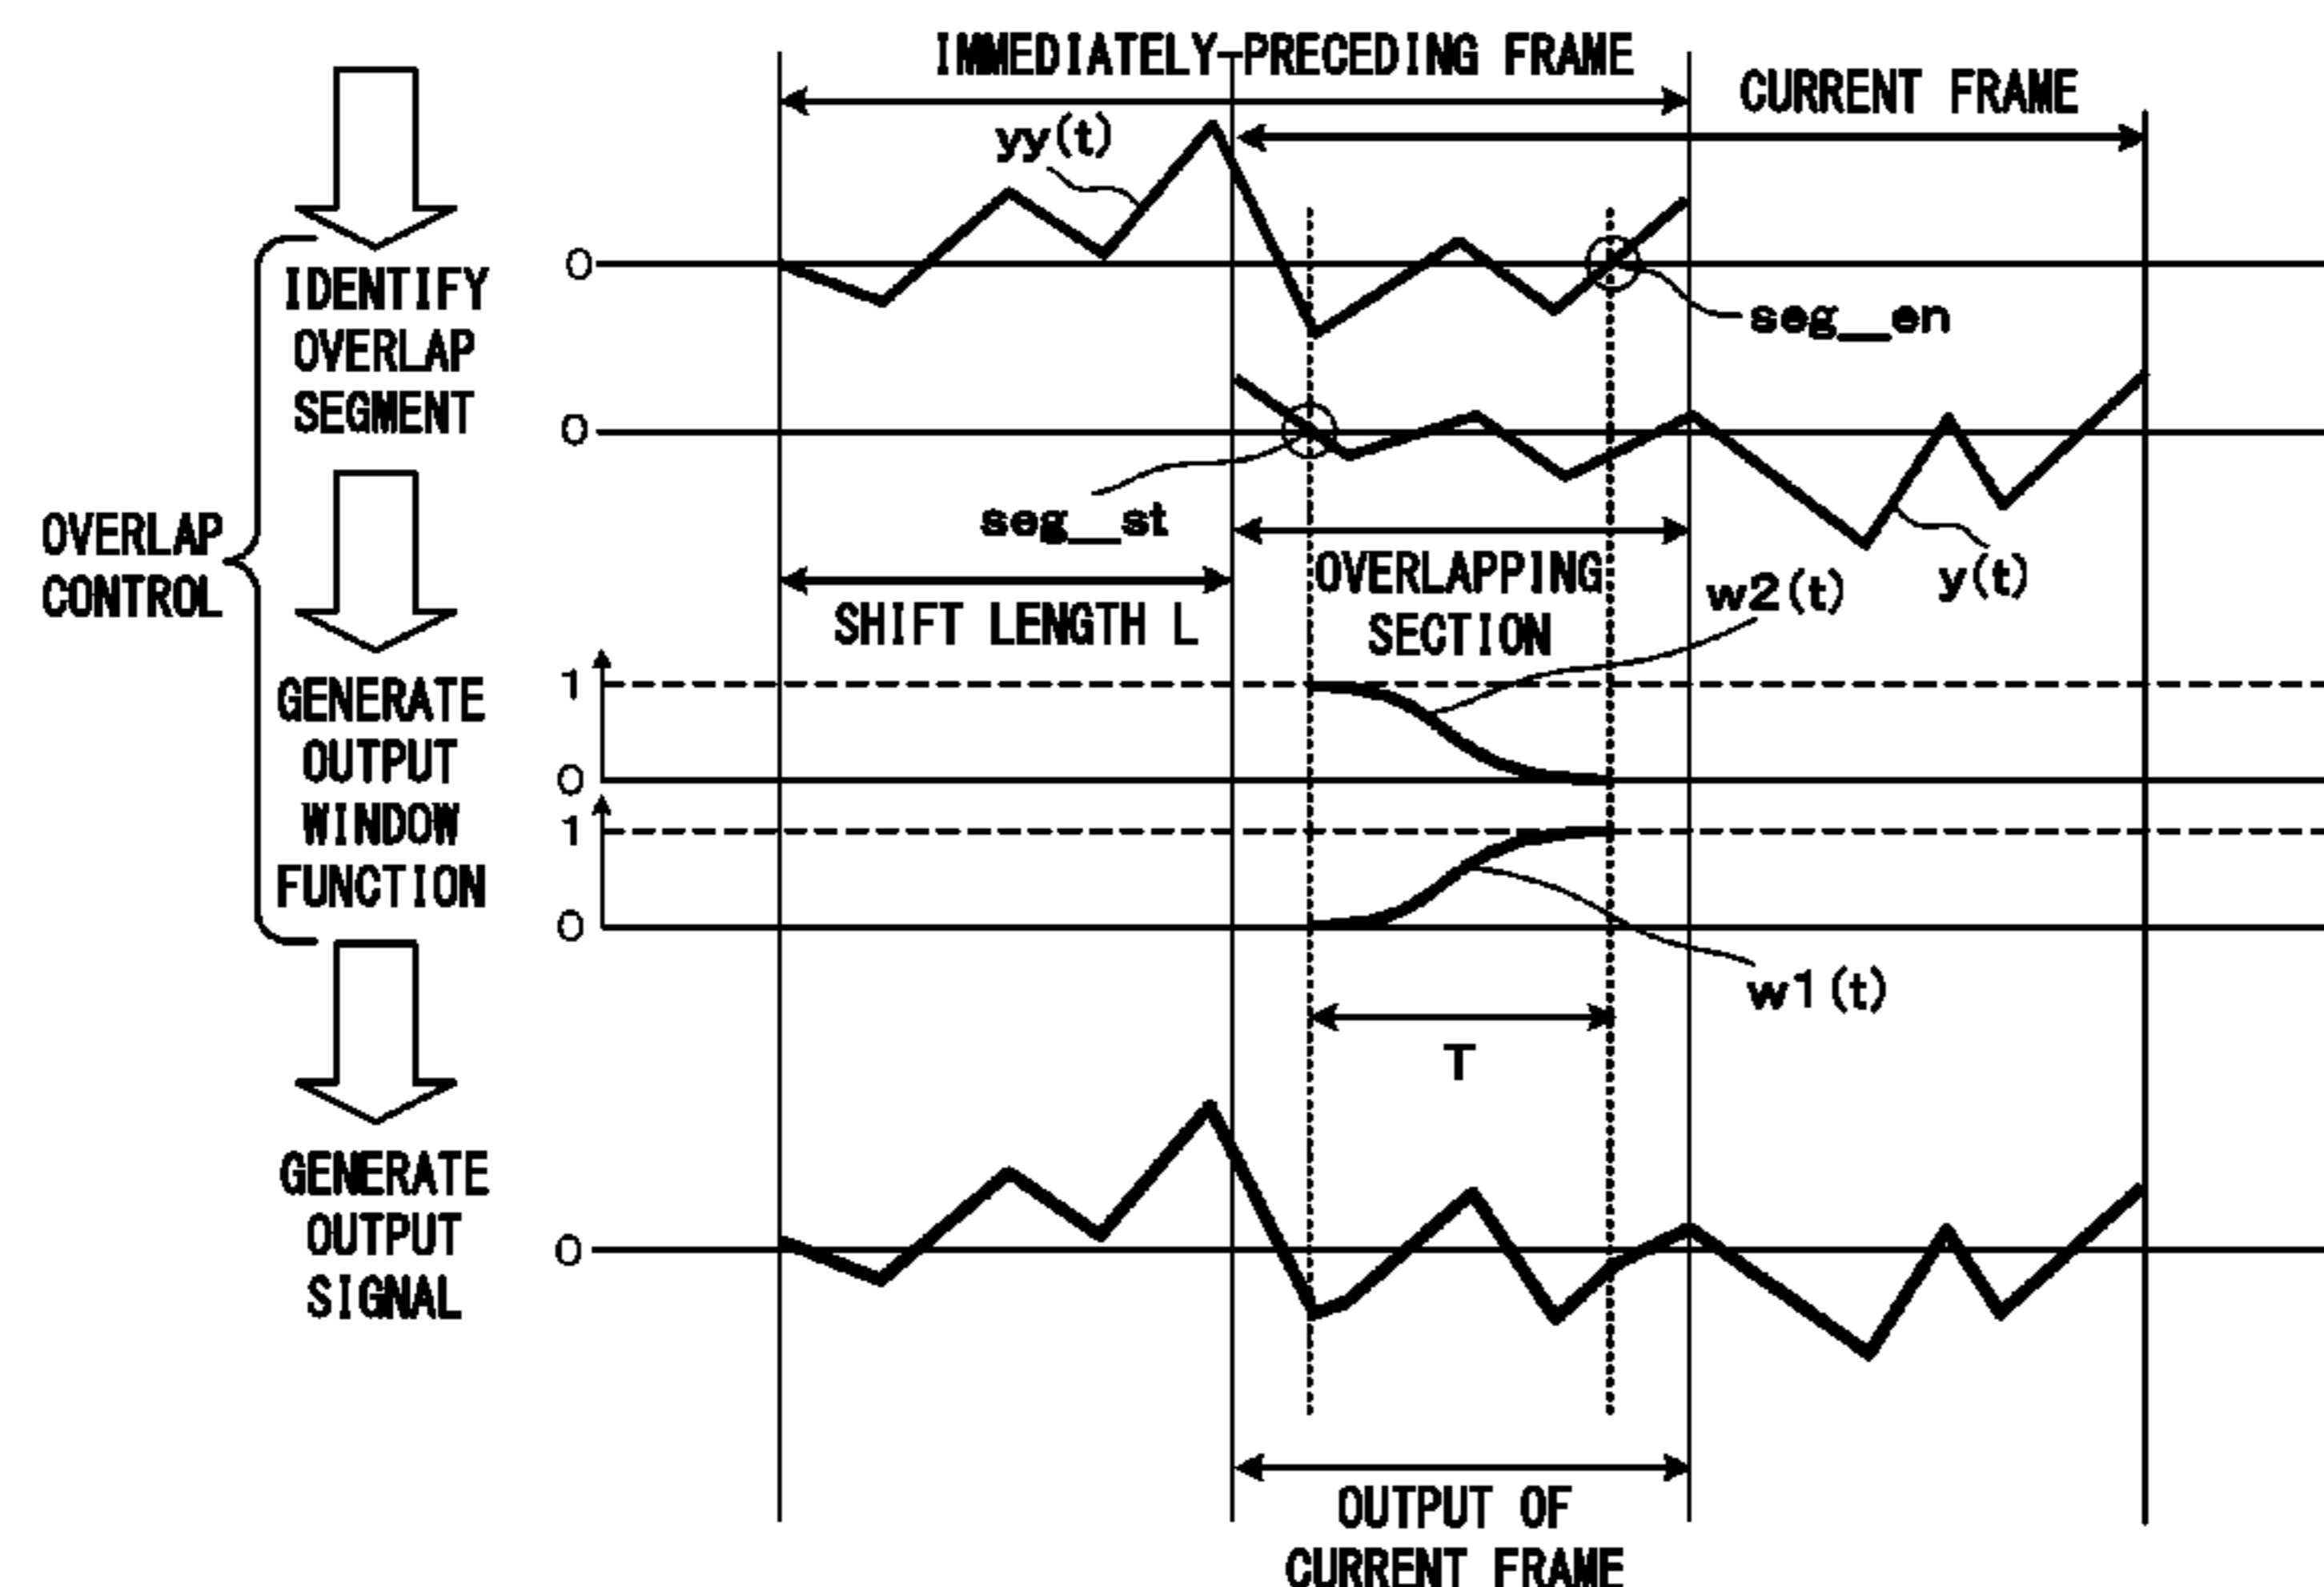 IMMEDIATELY-PRECEDING FRAME
CURRENT FRAME
yy(t)
0
seg__en
IDENTIFY
OVERLAP
SEGMENT
0
seg__st
y(t)
OVERLAP
CONTROL
SHIFT LENGTH L
OVERLAPPING
SECTION
w2(t)
GENERATE
OUTPUT
WINDOW
FUNCTION
1
0
1
0
w1(t)
T
GENERATE
OUTPUT
SIGNAL
0
OUTPUT OF
CURRENT FRAME